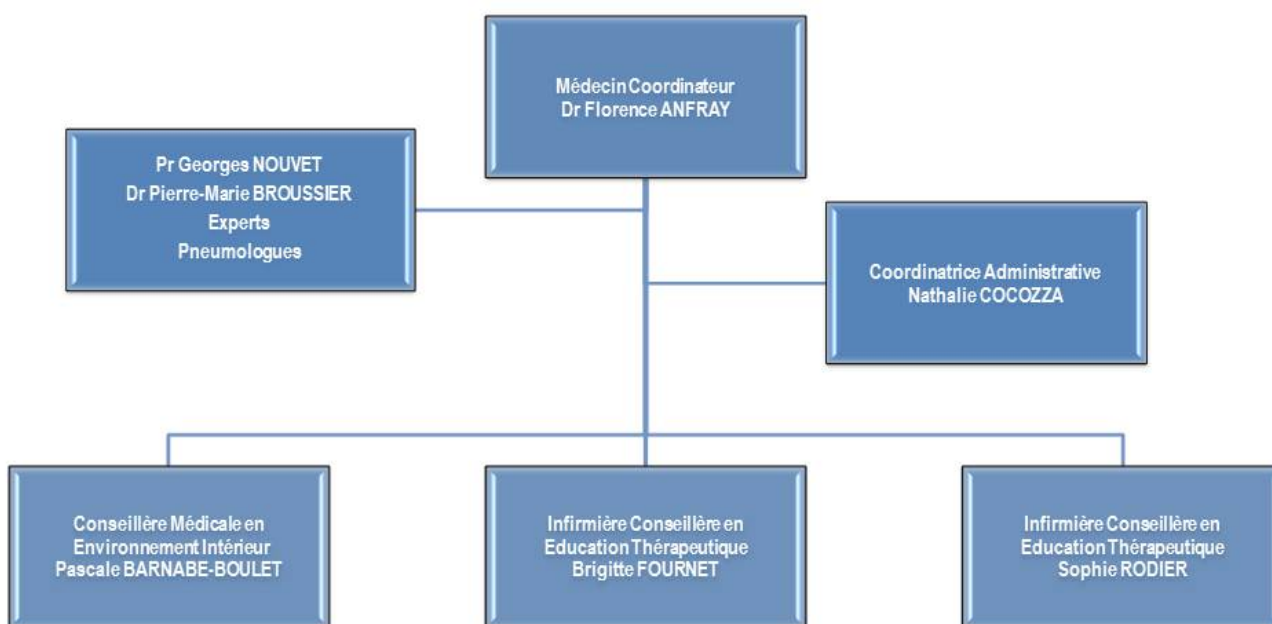 Médecin Coordinateur
Dr Florence ANFRAY
Pr Georges NOUVET
Dr Pierre-Marie BROUSSIER
Experts
Pneumologues
Coordinatrice Administrative
Nathalie COCOZZA
Conseillère Médicale en
Environnement Intérieur
Pascale BARNABE-BOULET
Infirmière Conseillère en
Education Thérapeutique
Brigitte FOURNET
Infirmière Conseillère en
Education Thérapeutique
Sophie RODIER